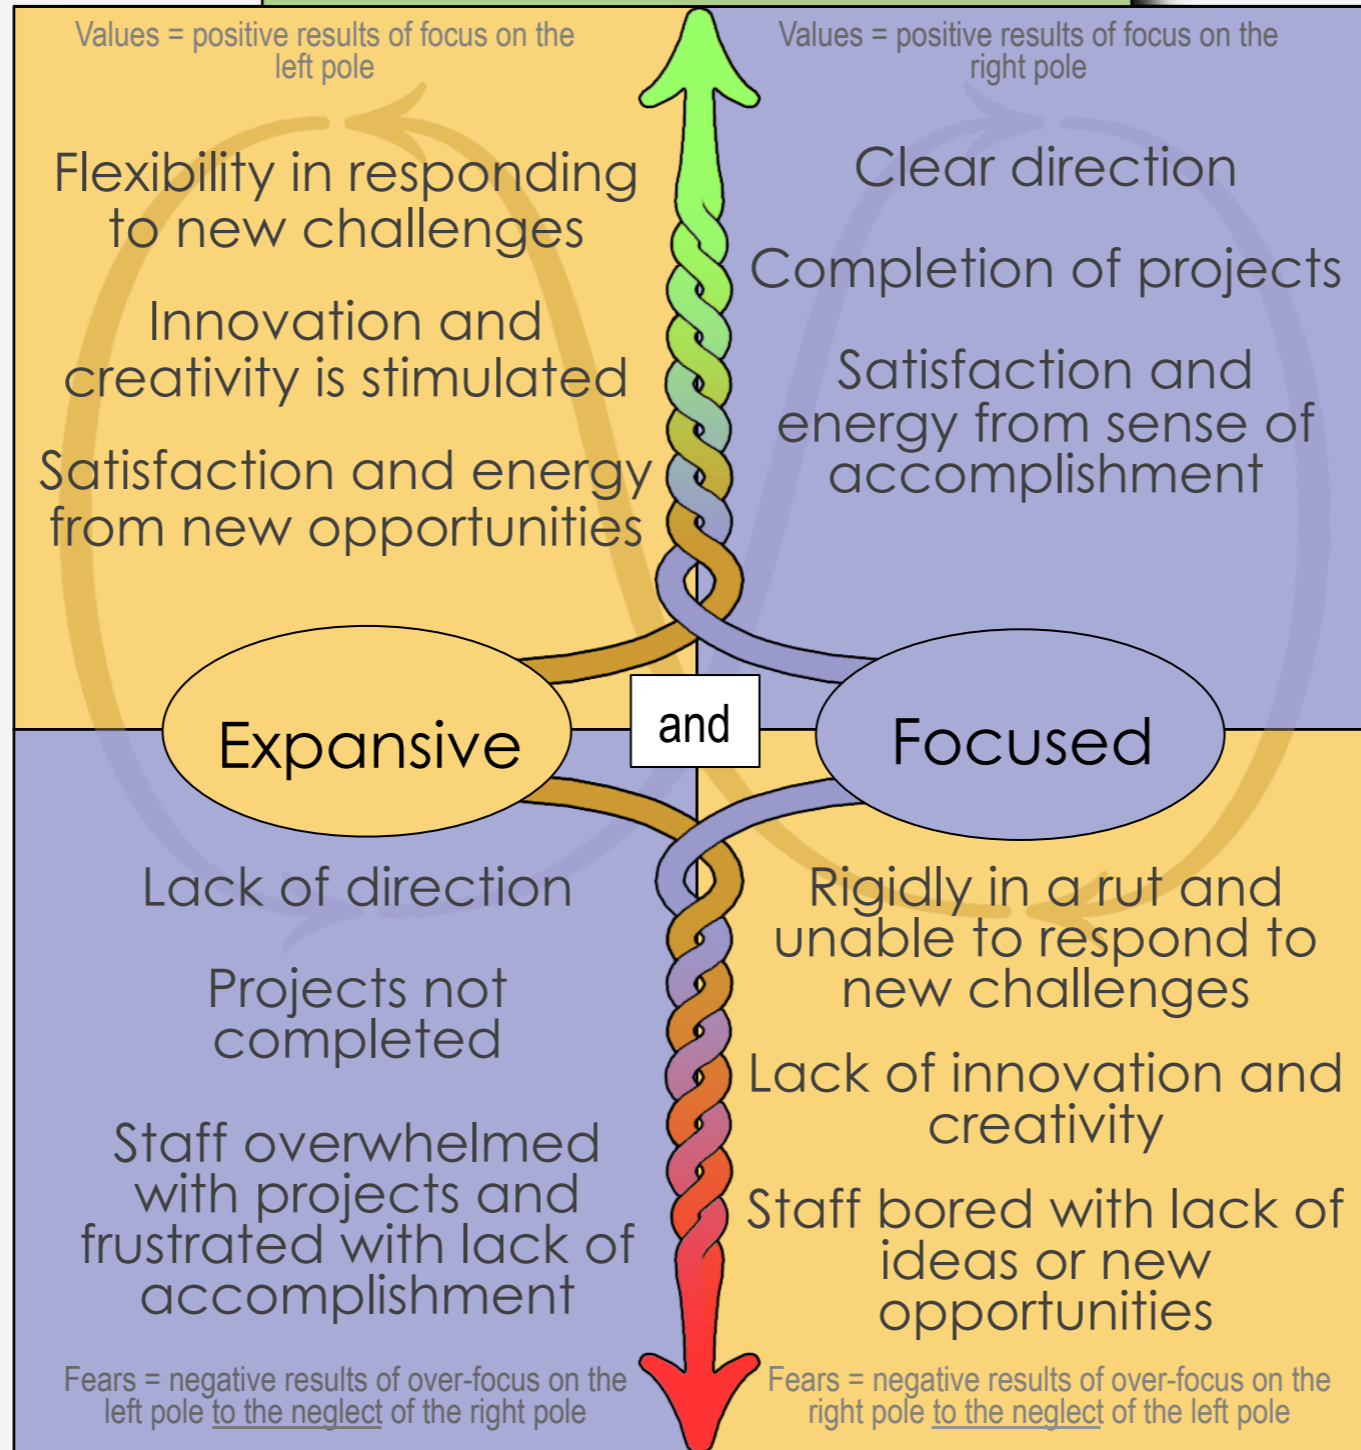 Values = positive results of focus on the
left pole
Flexibility in responding
to new challenges
Innovation and
creativity is stimulated
Satisfaction and energy
from new opportunities
Values = positive results of focus on the
right pole
Clear direction
Completion of projects
Satisfaction and
energy from sense of
accomplishment
Expansive
and
Focused
Lack of direction
Projects not
completed
Staff overwhelmed
with projects and
frustrated with lack of
accomplishment
Fears = negative results of over-focus on the
left pole to the neglect of the right pole
Rigidly in a rut and
unable to respond to
new challenges
Lack of innovation and
creativity
Staff bored with lack of
ideas or new
opportunities
Fears = negative results of over-focus on the
right pole to the neglect of the left pole